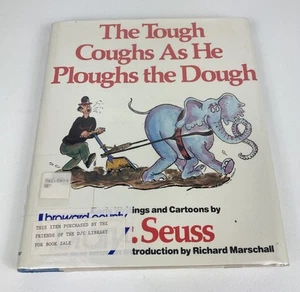 The Tough
Coughs As He
Ploughs the Dough
broward county
ings and Cartoons by
. Seuss
troduction by Richard Marschall
THIS ITEM PURCHASED BY THE
FRIENDS OF THE
LIBRARY
FOR BOOK SALE